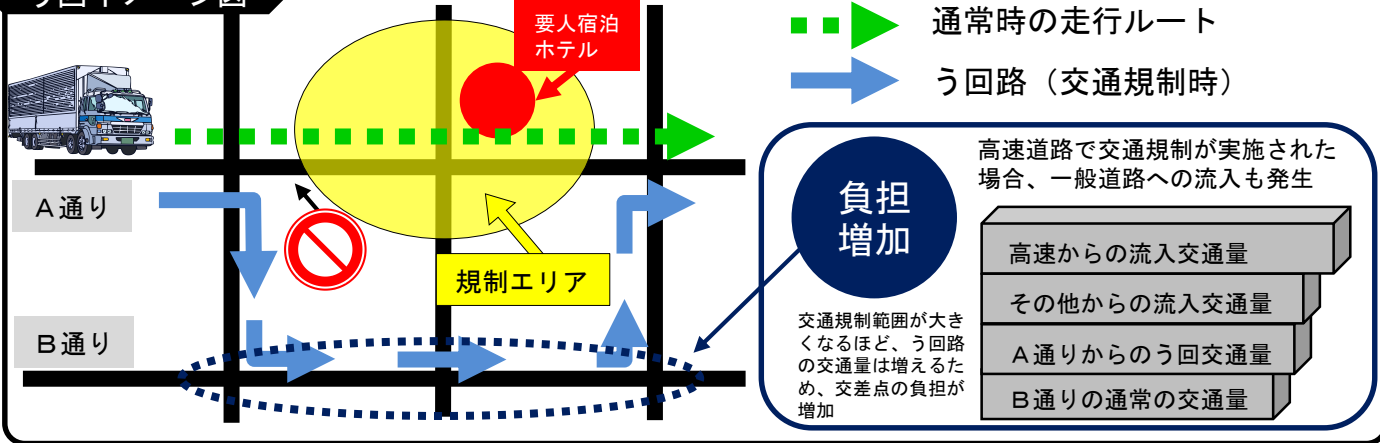 う回イメージ図
要人宿泊
ホテル
通常時の走行ルート
う回路（交通規制時）
A通り
規制エリア
B通り
負担
増加
高速道路で交通規制が実施された
場合、一般道路への流入も発生
高速からの流入交通量
その他からの流入交通量
A通りからのう回交通量
B通りの通常の交通量
交通規制範囲が大き
くなるほど、う回路
の交通量は増えるた
め、交差点の負担が
増加